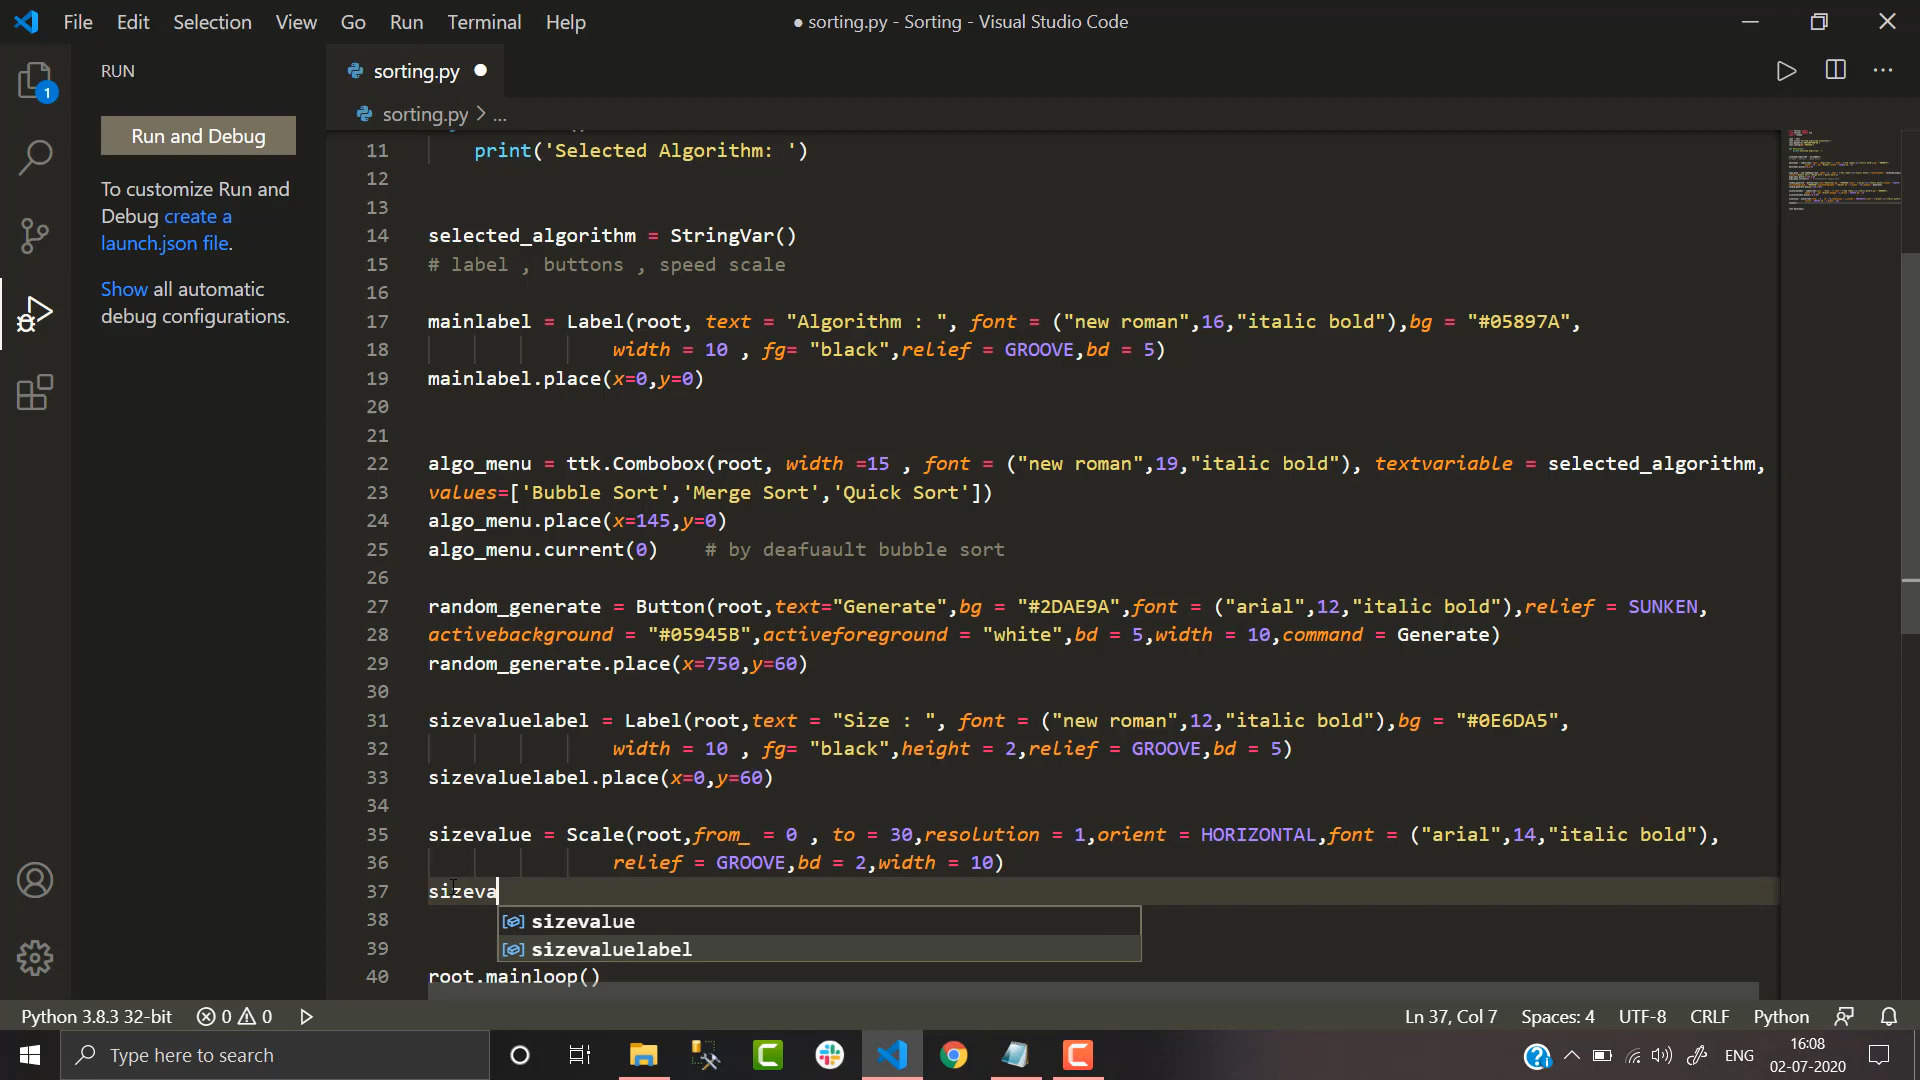 File Edit Selection View Go Run Terminal Help
● sorting.py - Sorting - Visual Studio Code
RUN
sorting.py ●
sorting.py > ...
1
Run and Debug
To customize Run and
Debug create a
launch.json file.
Show all automatic
debug configurations.
11 print('Selected Algorithm: ')
12
13
14 selected_algorithm = StringVar()
15 # label , buttons , speed scale
16
17 mainlabel = Label(root, text = "Algorithm : ", font = ("new roman",16,"italic bold"),bg = "#05897A",
18 width = 10 , fg= "black",relief = GROOVE,bd = 5)
19 mainlabel.place(x=0,y=0)
20
21
22 algo_menu = ttk.Combobox(root, width =15 , font = ("new roman",19,"italic bold"), textvariable = selected_algorithm,
23 values=['Bubble Sort','Merge Sort','Quick Sort'])
24 algo_menu.place(x=145,y=0)
25 algo_menu.current(0) # by deafuault bubble sort
26
27 random_generate = Button(root,text="Generate",bg = "#2DAE9A",font = ("arial",12,"italic bold"),relief = SUNKEN,
28 activebackground = "#05945B",activeforeground = "white",bd = 5,width = 10,command = Generate)
29 random_generate.place(x=750,y=60)
30
31 sizevaluelabel = Label(root,text = "Size : ", font = ("new roman",12,"italic bold"),bg = "#0E6DA5",
32 width = 10 , fg= "black",height = 2,relief = GROOVE,bd = 5)
33 sizevaluelabel.place(x=0,y=60)
34
35 sizevalue = Scale(root,from_ = 0 , to = 30,resolution = 1,orient = HORIZONTAL,font = ("arial",14,"italic bold"),
36 relief = GROOVE,bd = 2,width = 10)
37 sizeva
38 sizevalue
39 sizevaluelabel
40 root.mainloop()
Python 3.8.3 32-bit 0 0 Ln 37, Col 7 Spaces: 4 UTF-8 CRLF Python
Type here to search
ENG
16:08
02-07-2020